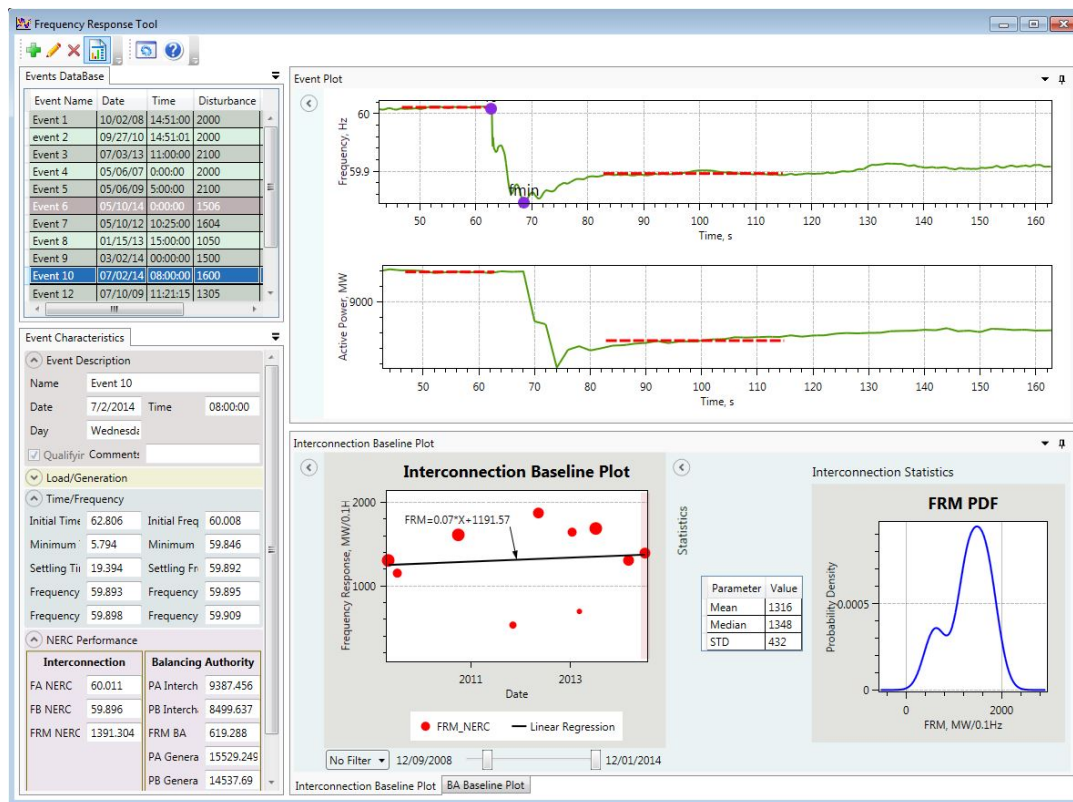 Frequency Response Tool
Events DataBase
Event Name Date Time Disturbance
Event 1 10/02/08 14:51:00 2000
event 2 09/27/10 14:51:01 2000
Event 3 07/03/13 11:00:00 2100
Event 4 05/06/07 0:00:00 2000
Event 5 05/06/09 5:00:00 2100
Event 6 05/10/14 0:00:00 1506
Event 7 05/10/12 10:25:00 1604
Event 8 01/15/13 15:00:00 1050
Event 9 03/02/14 00:00:00 1500
Event 10 07/02/14 08:00:00 1600
Event 12 07/10/09 11:21:15 1305
Event Characteristics
Event Description
Name Event 10
Date 7/2/2014 Time 08:00:00
Day Wednesda
Qualifyin Comments
Load/Generation
Time/Frequency
Initial Time 62.806 Initial Freq 60.008
Minimum 5.794 Minimum 59.846
Settling Ti 19.394 Settling Fr 59.892
Frequency 59.893 Frequency 59.895
Frequency 59.898 Frequency 59.909
NERC Performance
Interconnection Balancing Authority
FA NERC 60.011 PA Interch 9387.456
FB NERC 59.896 PB Interch 8499.637
FRM NERC 1391.304 FRM BA 619.288
PA Genera 15529.249
PB Genera 14537.69
Event Plot
Frequency, Hz
60
59.9
fmin
50 60 70 80 90 100 110 120 130 140 150 160
Time, s
Active Power, MW
9000
50 60 70 80 90 100 110 120 130 140 150 160
Time, s
Interconnection Baseline Plot
Interconnection Baseline Plot
Frequency Response, MW/0.1H
2000
FRM=0.07*X+1191.57
1000
2011 2013
Date
FRM_NERC Linear Regression
No Filter 12/09/2008 12/01/2014
Interconnection Baseline Plot BA Baseline Plot
Statistics
Interconnection Statistics
Parameter Value
Mean 1316
Median 1348
STD 432
FRM PDF
Probability Density
0.0005
0
0 2000
FRM, MW/0.1Hz